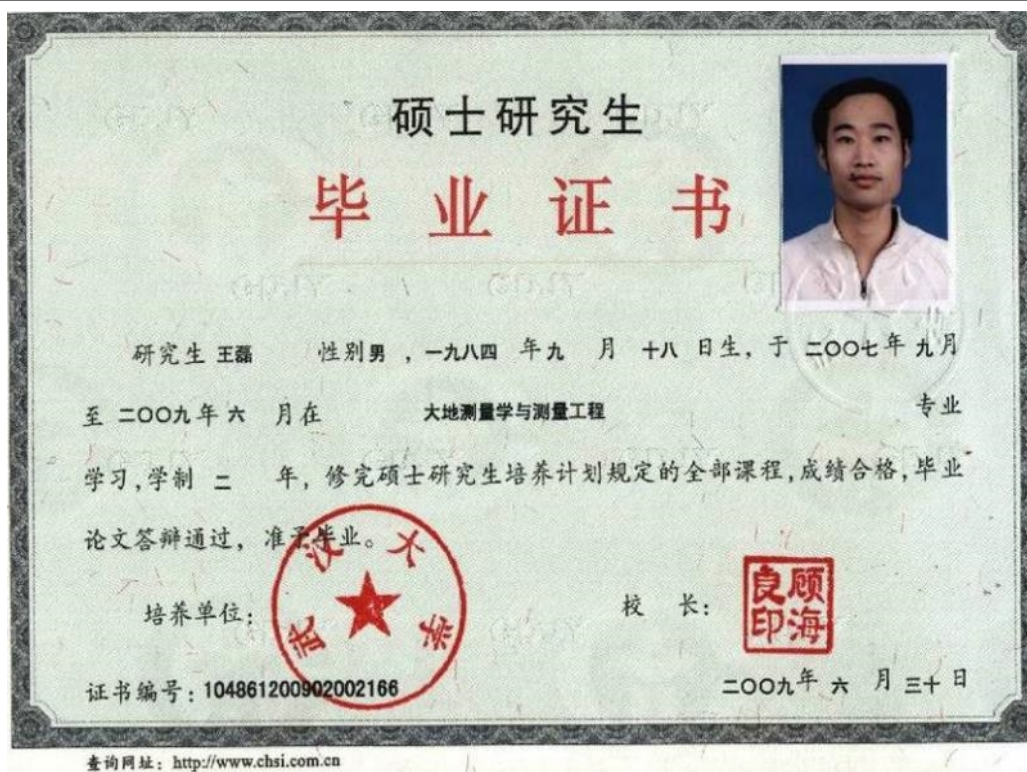 硕士研究生
毕业证书
研究生 王磊 性别 男 ，一九八四 年 九 月 十八 日生，于 二〇〇七 年 九 月
至 二〇〇九 年 六 月在 大地测量学与测量工程 专业
学习，学制 二 年，修完硕士研究生培养计划规定的全部课程，成绩合格，毕业
论文答辩通过，准予毕业。
武汉大学
培养单位：
校 长：
顾海良印
证书编号：104861200902002166
二〇〇九 年 六 月 三十 日
查询网址：http://www.chsi.com.cn